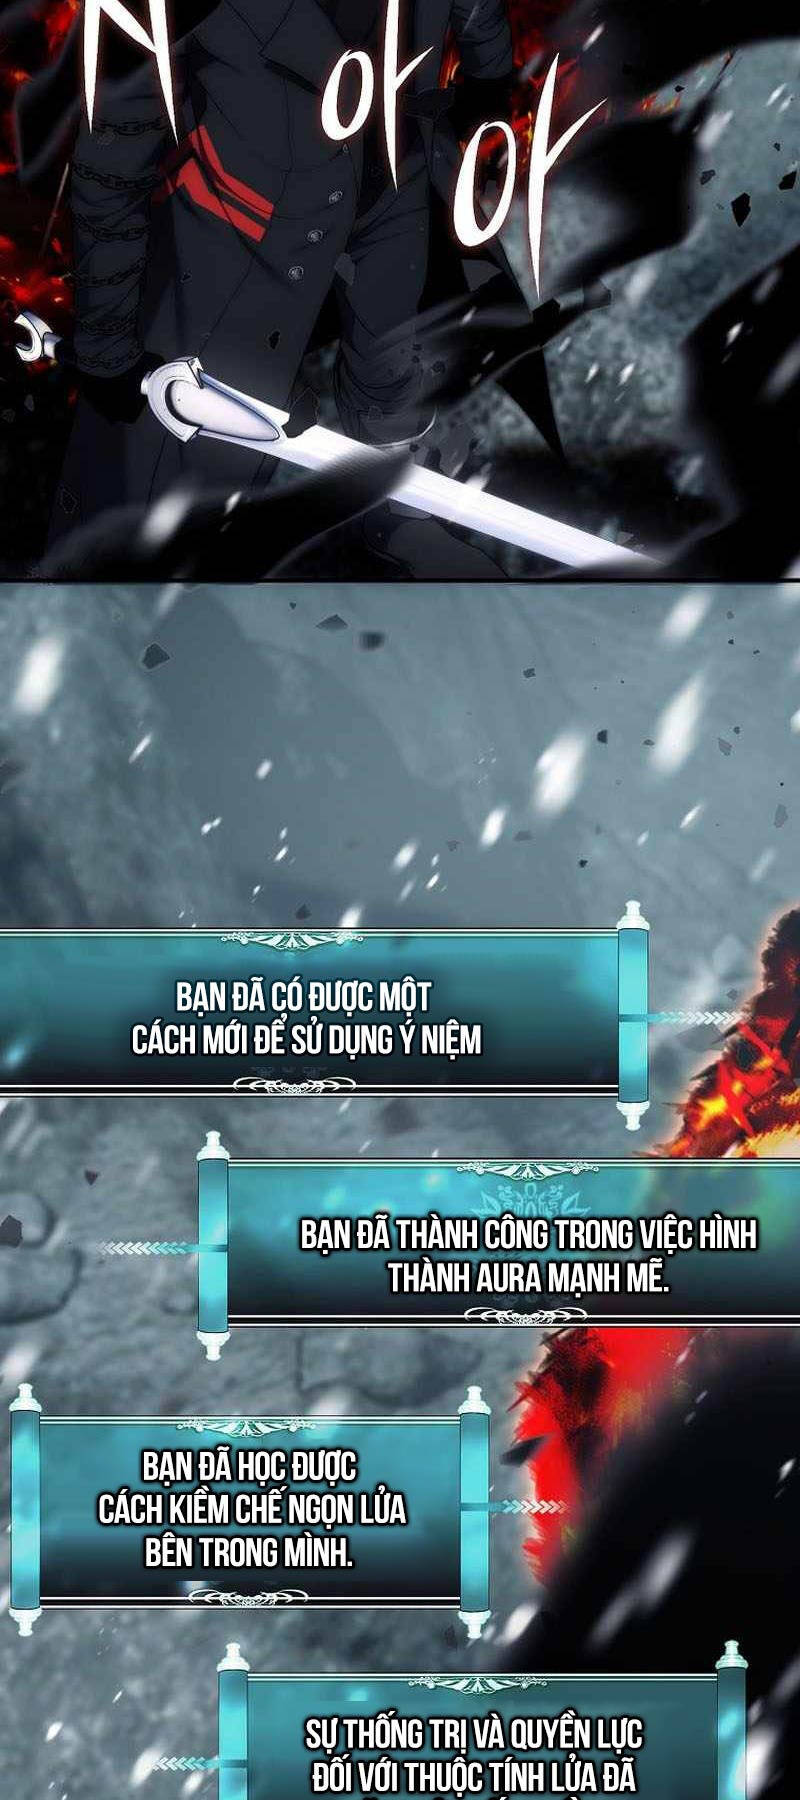 샤
아
아
BẠN ĐÃ CÓ ĐƯỢC MỘT
CÁCH MỚI ĐỂ SỬ DỤNG Ý NIỆM
BẠN ĐÃ THÀNH CÔNG TRONG VIỆC HÌNH
THÀNH AURA MẠNH MẼ.
BẠN ĐÃ HỌC ĐƯỢC
CÁCH KIỀM CHẾ NGỌN LỬA
BÊN TRONG MÌNH.
SỰ THỐNG TRỊ VÀ QUYỀN LỰC
ĐỐI VỚI THUỘC TÍNH LỬA ĐÃ